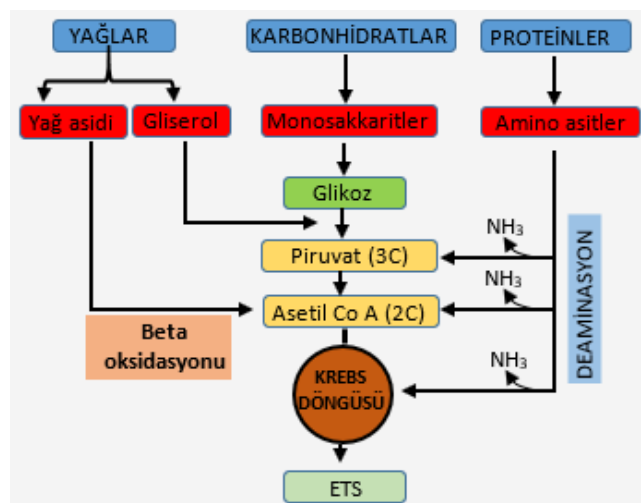 YAĞLAR
KARBONHİDRATLAR
PROTEİNLER
Yağ asidi
Gliserol
Monosakkaritler
Amino asitler
Glikoz
NH₃
Piruvat (3C)
NH₃
Asetil Co A (2C)
DEAMİNASYON
Beta
oksidasyonu
NH₃
KREBS
DÖNGÜSÜ
ETS